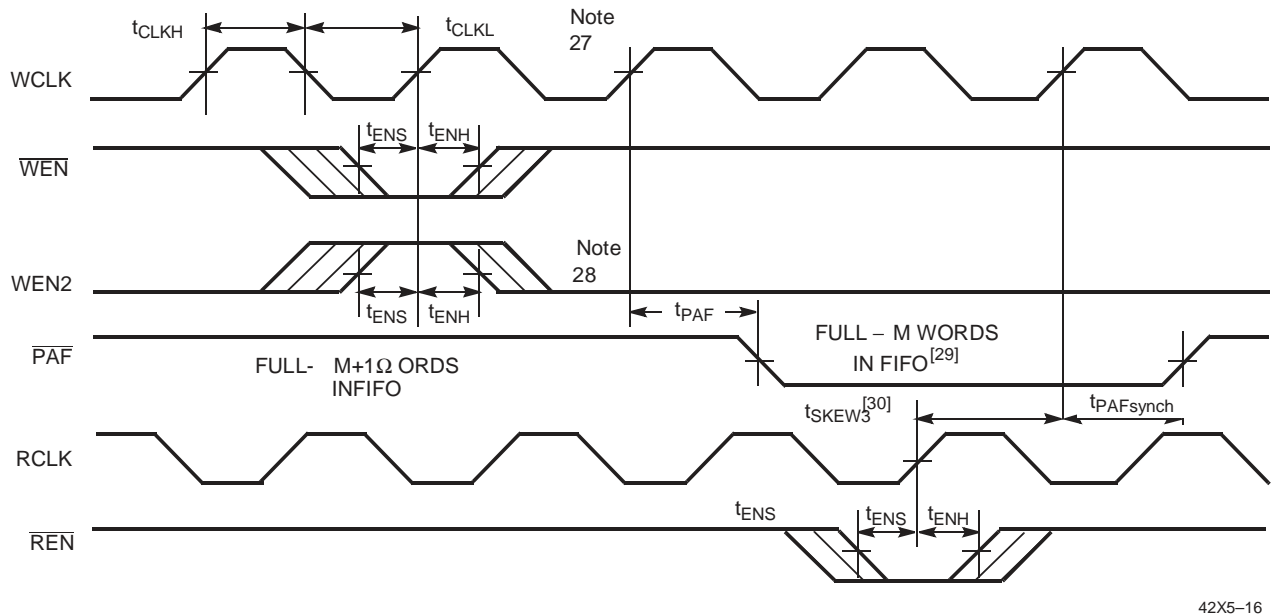 tCLKH
tCLKL
Note
27
WCLK
tENS
tENH
WEN
Note
28
WEN2
tENS
tENH
tPAF
PAF
FULL- M+1Ω ORDS
INFIFO
FULL – M WORDS
IN FIFO[29]
tSKEW3[30]
tPAFsynch
RCLK
tENS
tENS
tENH
REN
42X5–16